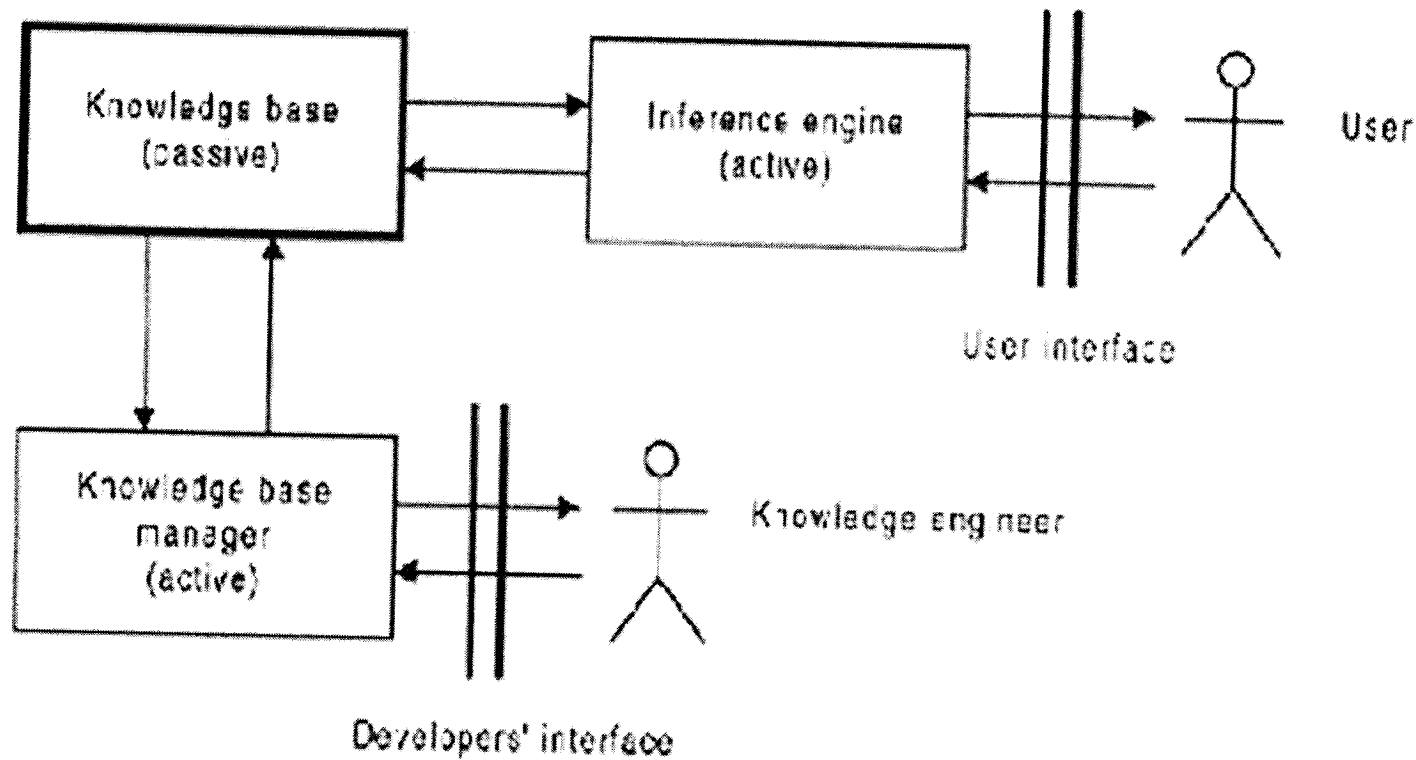 Knowledge base
(passive)
Inference engine
(active)
User
User interface
Knowledge base
manager
(active)
Knowledge engineer
Developers' interface